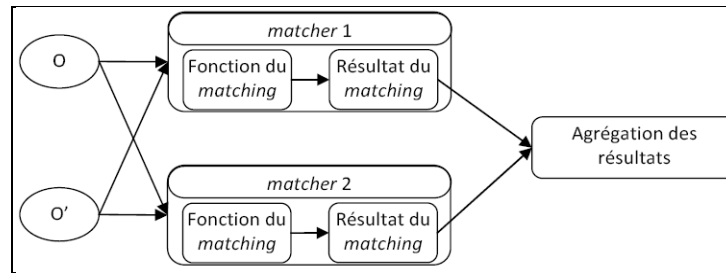 O
O’
matcher 1
Fonction du
matching
Résultat du
matching
matcher 2
Fonction du
matching
Résultat du
matching
Agrégation des
résultats